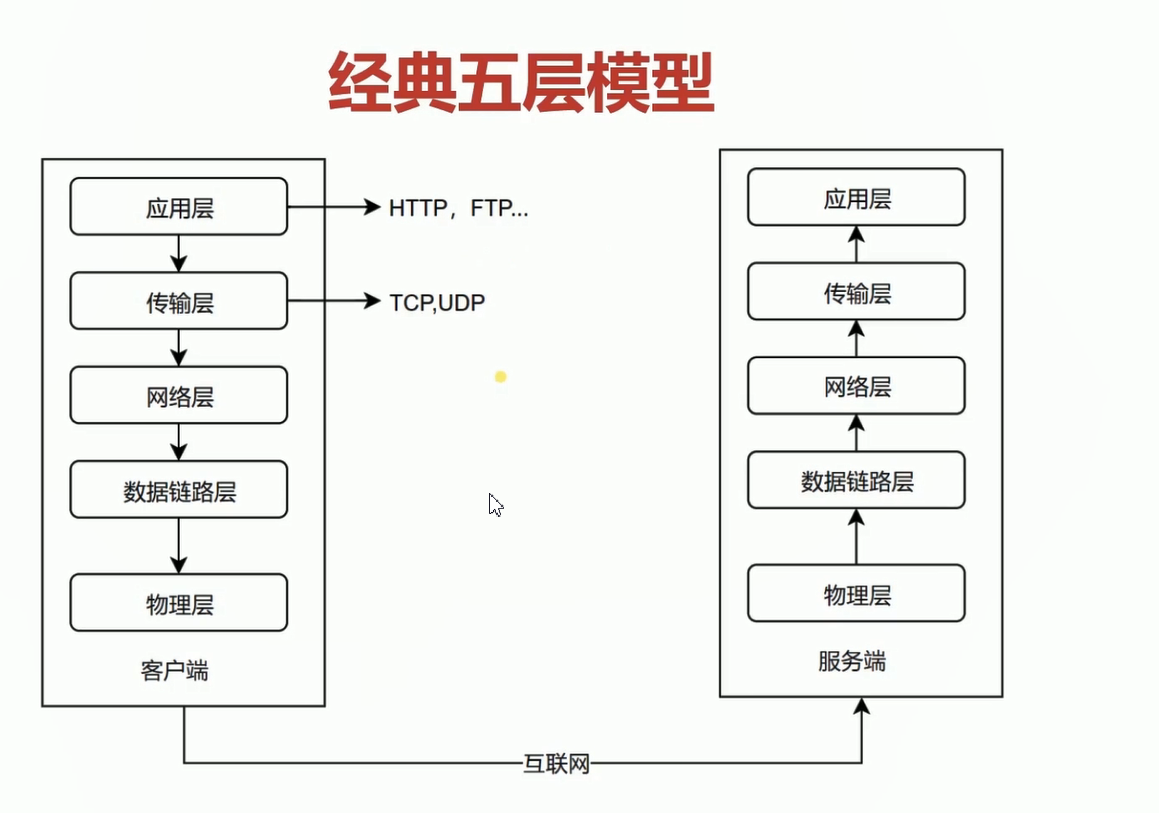 经典五层模型
应用层
HTTP，FTP...
传输层
TCP,UDP
网络层
数据链路层
物理层
客户端
应用层
传输层
网络层
数据链路层
物理层
服务端
互联网